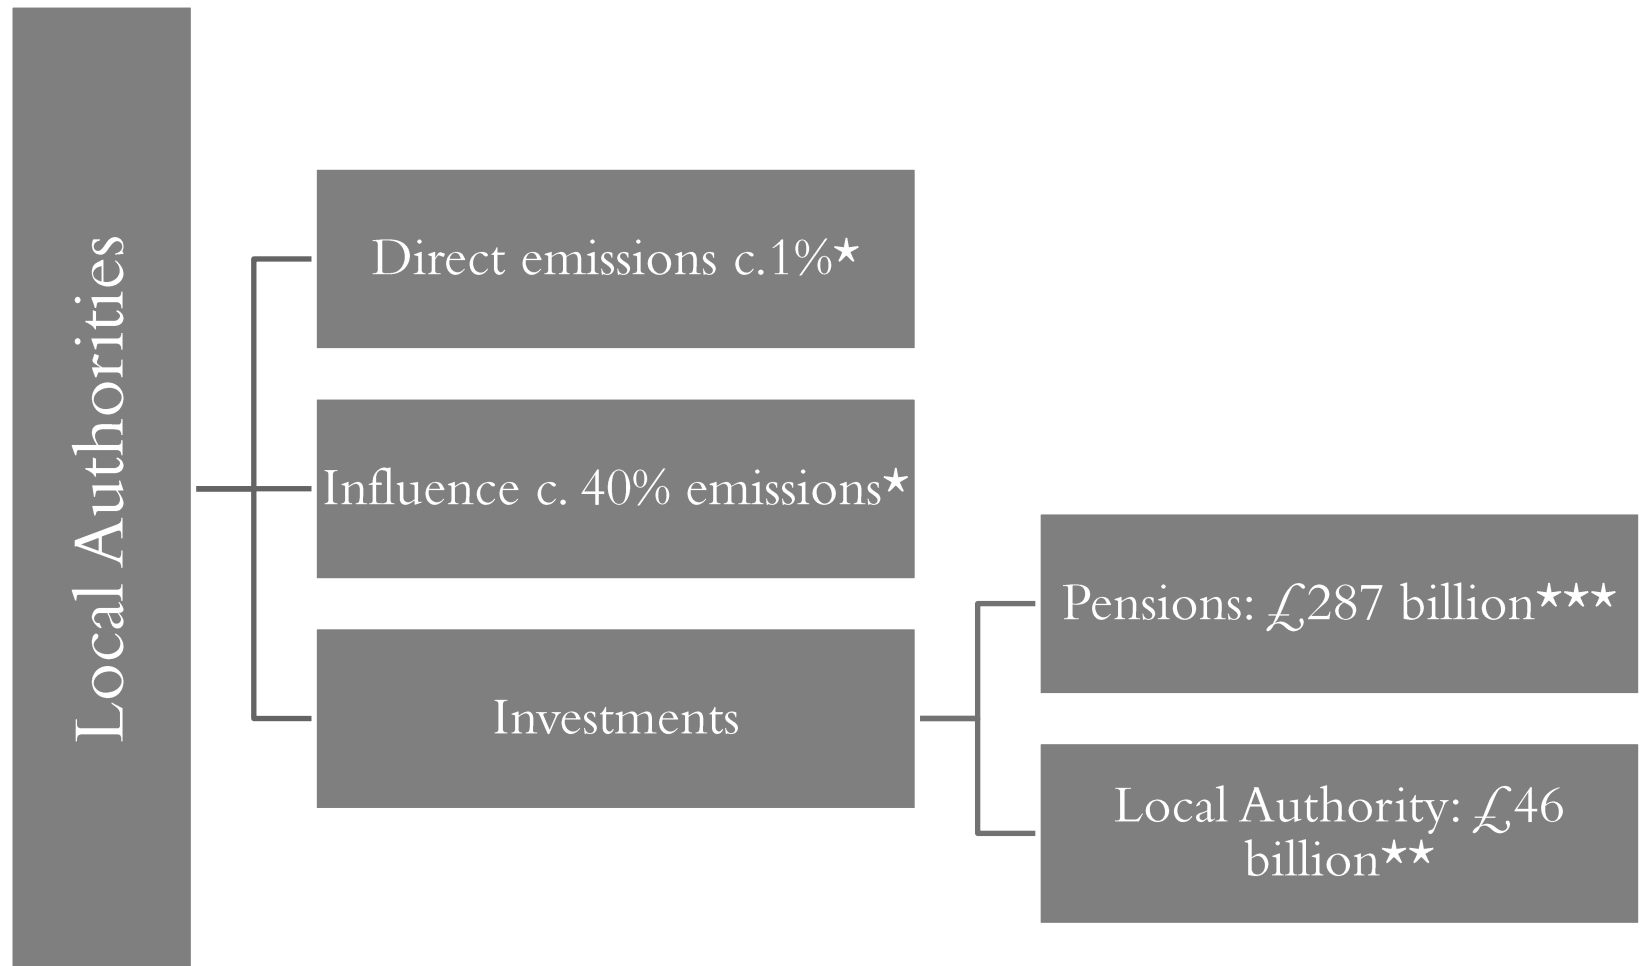 Local Authorities
Direct emissions c.1%★
Influence c. 40% emissions★
Investments
Pensions: £287 billion★★★
Local Authority: £46
billion★★